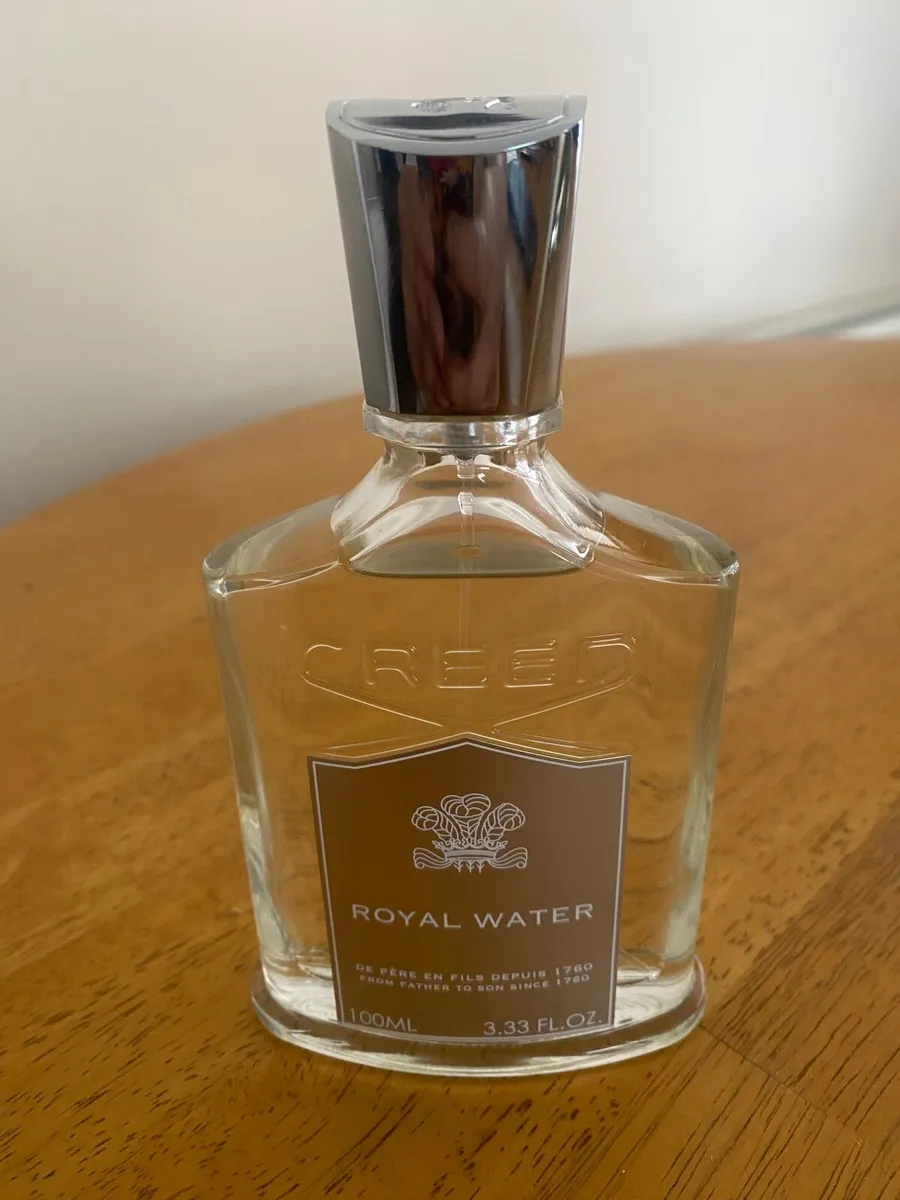 CREED
ROYAL WATER
DE PÈRE EN FILS DEPUIS 1760
FROM FATHER TO SON SINCE 1760
100ML 3.33 FL.OZ.